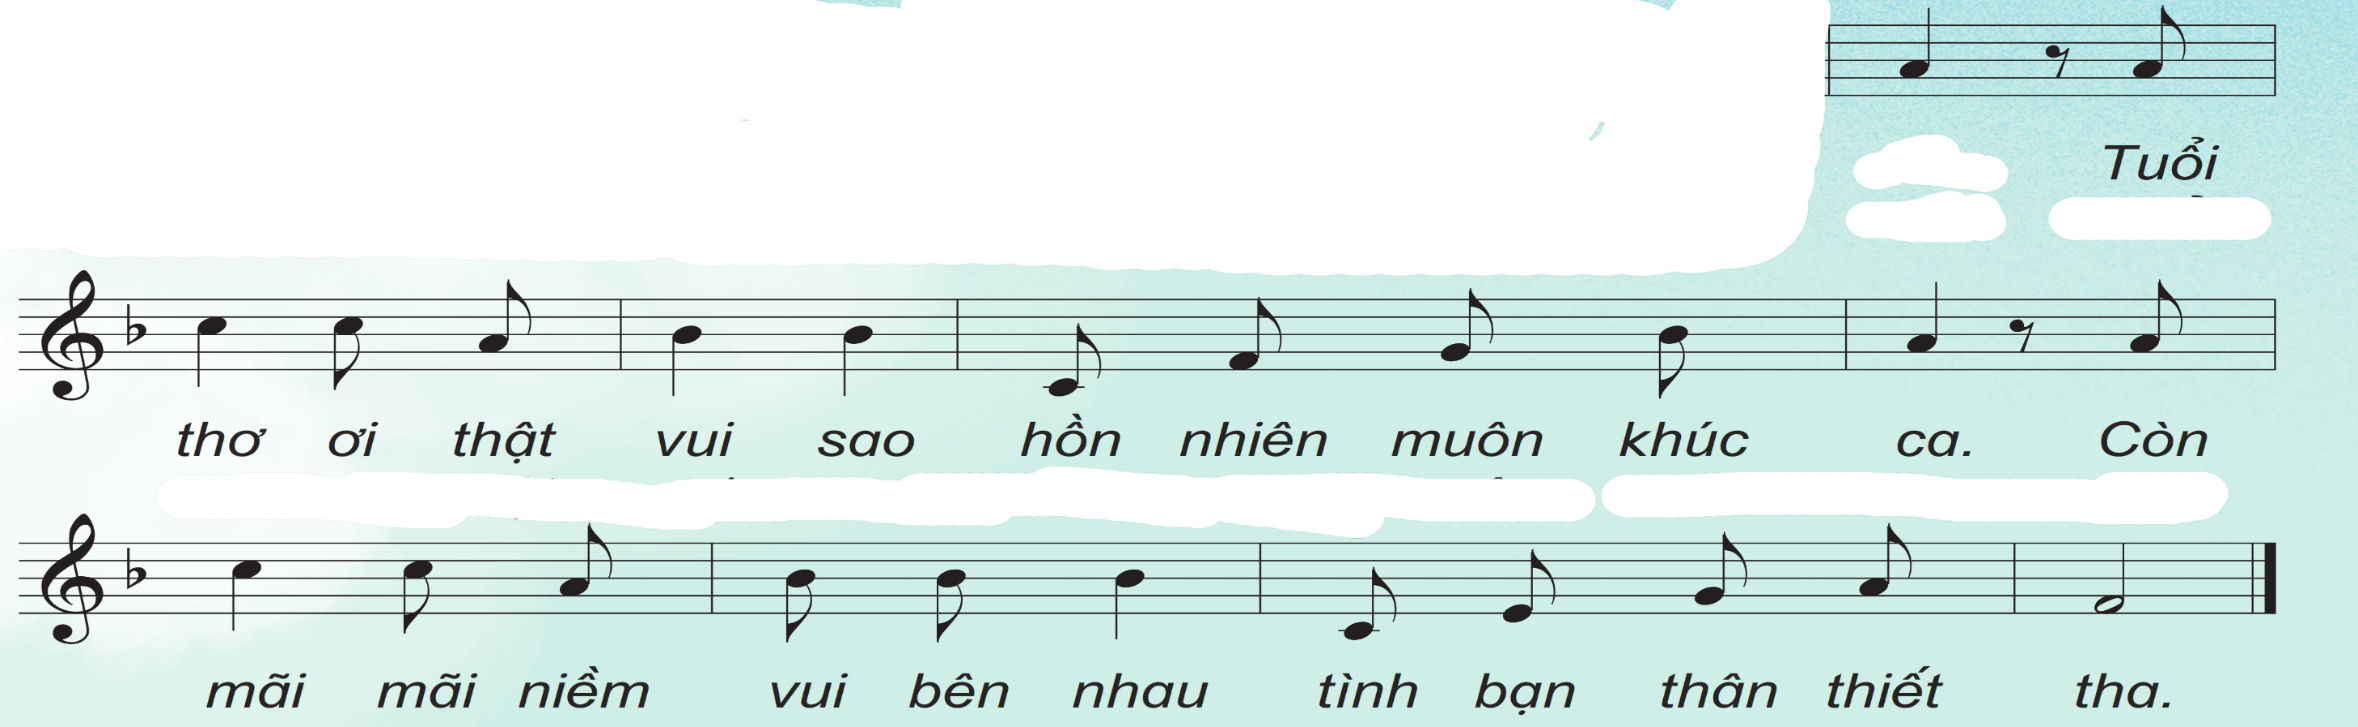 Tuổi
thơ ơi thật vui sao hồn nhiên muôn khúc ca. Còn
mãi mãi niềm vui bên nhau tình bạn thân thiết tha.